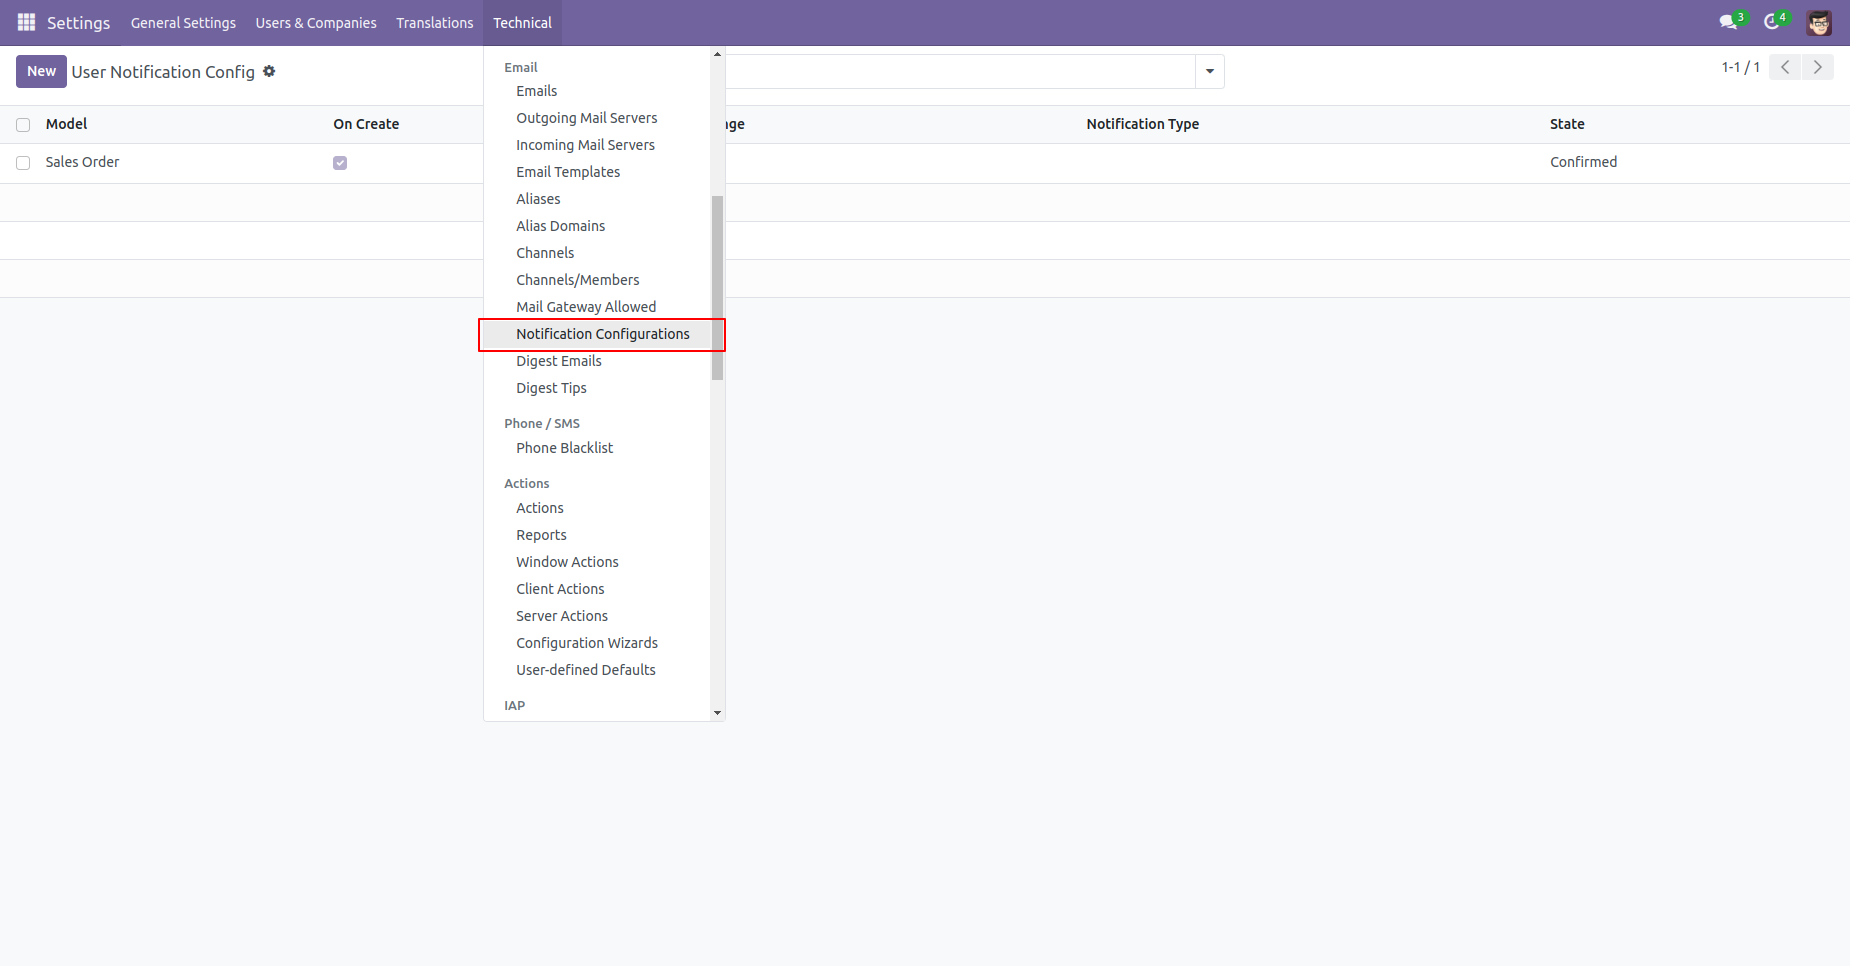 Settings General Settings Users & Companies Translations Technical 3 4
New User Notification Config 1-1 / 1
Model On Create Notification Type State
Sales Order Confirmed
Email
Emails
Outgoing Mail Servers
Incoming Mail Servers
Email Templates
Aliases
Alias Domains
Channels
Channels/Members
Mail Gateway Allowed
Notification Configurations
Digest Emails
Digest Tips
Phone / SMS
Phone Blacklist
Actions
Actions
Reports
Window Actions
Client Actions
Server Actions
Configuration Wizards
User-defined Defaults
IAP